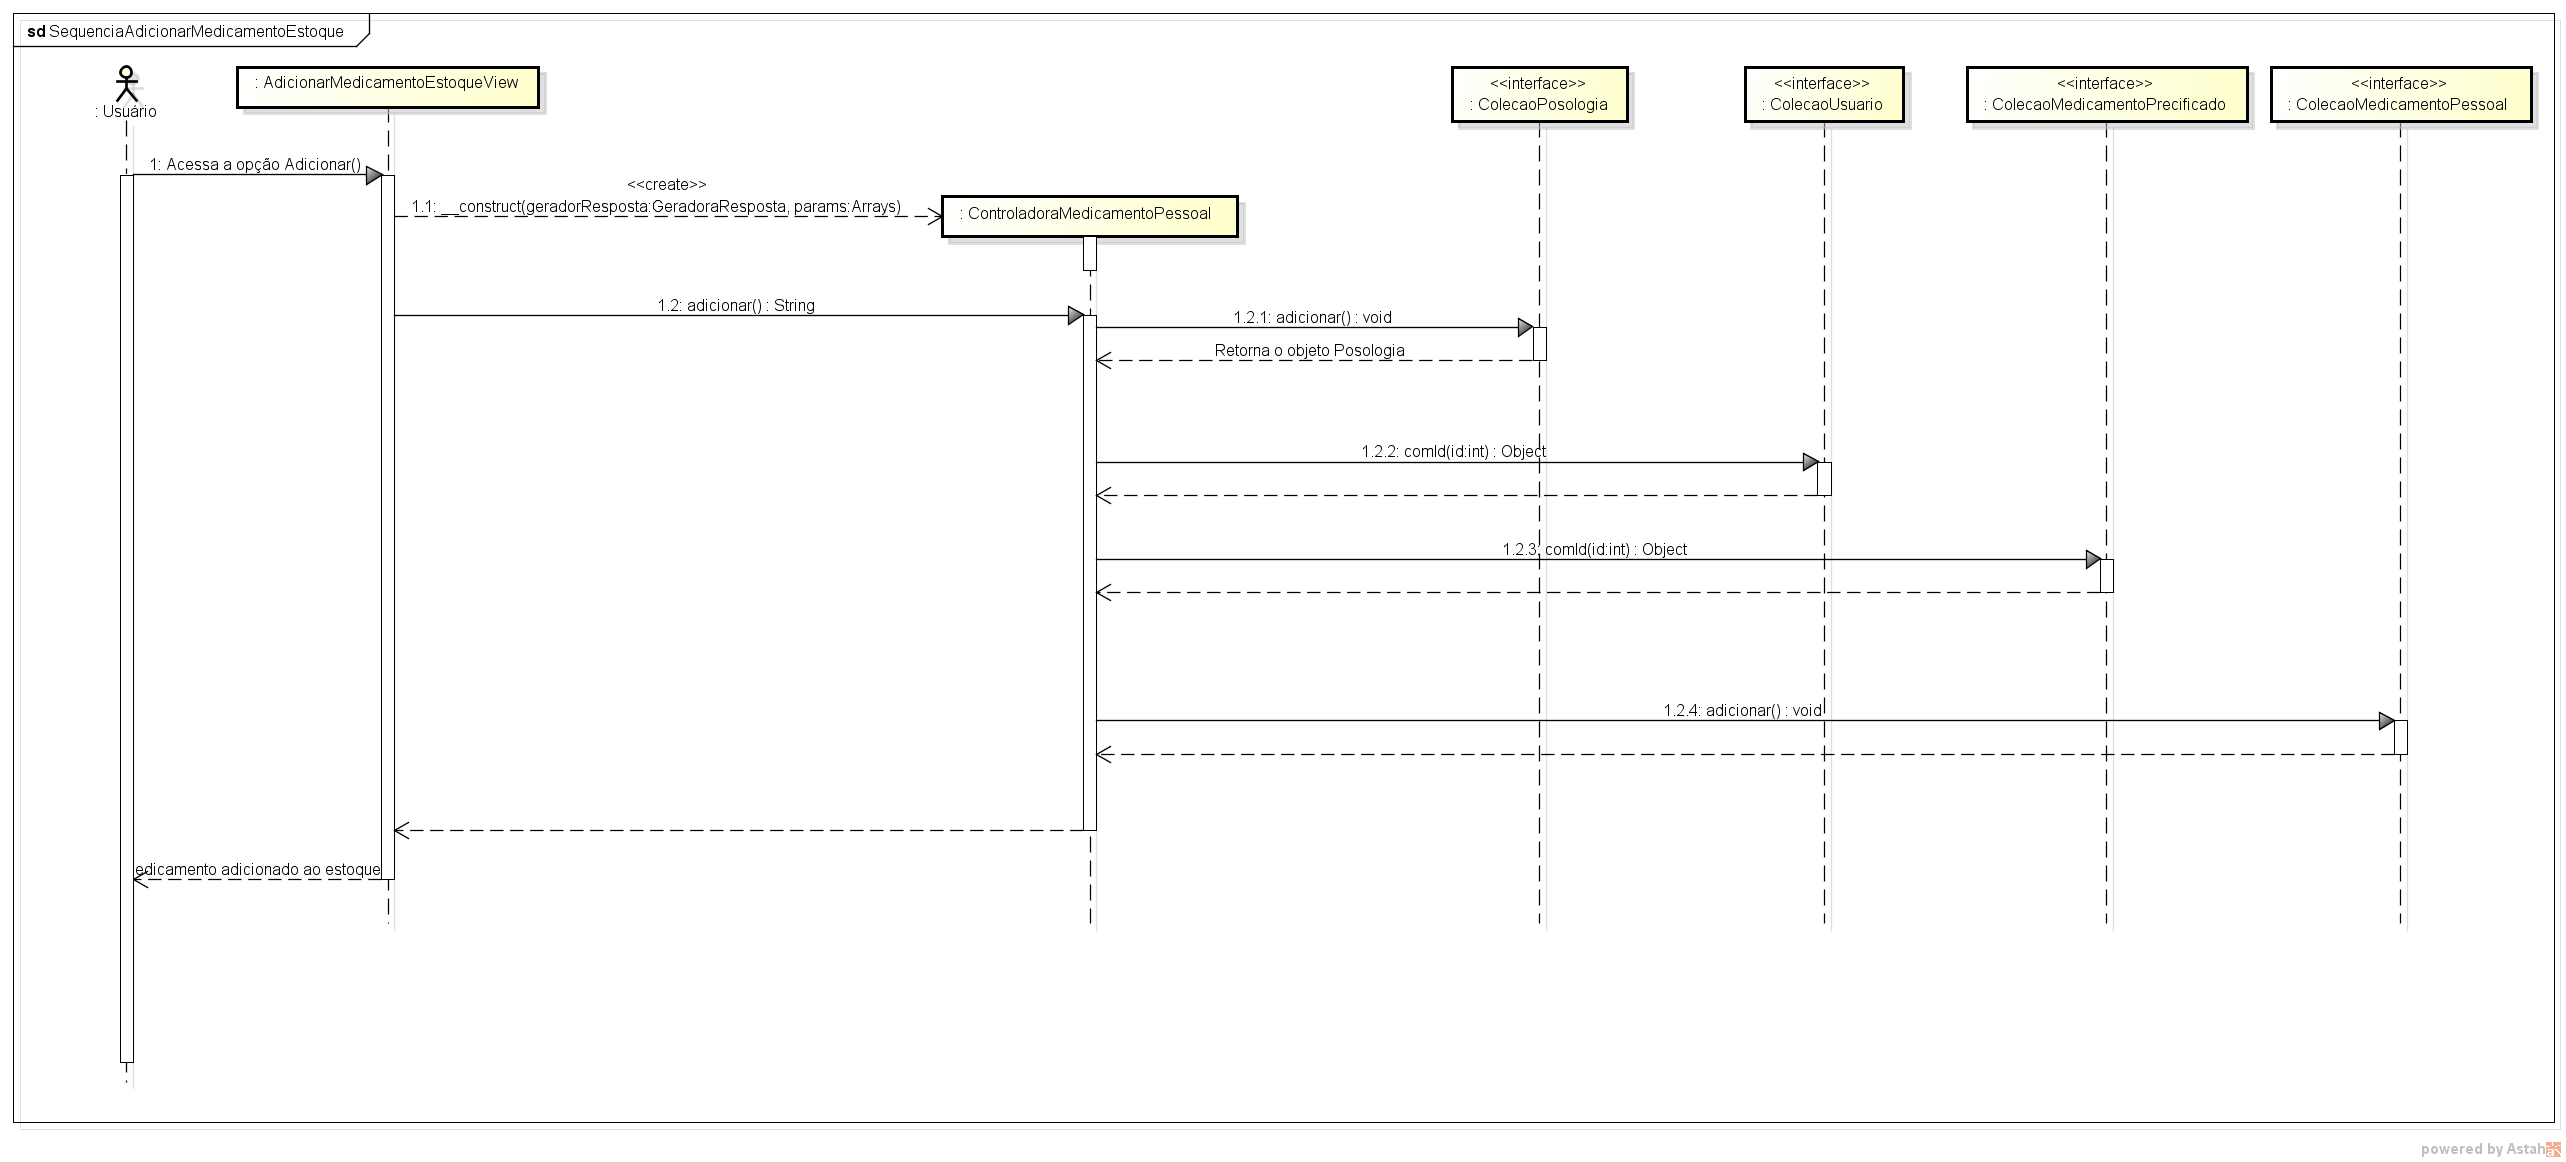 sd SequenciaAdicionarMedicamentoEstoque
: Usuário
: AdicionarMedicamentoEstoqueView
<<interface>>
: ColecaoPosologia
<<interface>>
: ColecaoUsuario
<<interface>>
: ColecaoMedicamentoPrecificado
<<interface>>
: ColecaoMedicamentoPessoal
1: Acessa a opção Adicionar()
<<create>>
1.1: __construct(geradorResposta:GeradoraResposta, params:Arrays)
: ControladoraMedicamentoPessoal
1.2: adicionar() : String
1.2.1: adicionar() : void
Retorna o objeto Posologia
1.2.2: comId(id:int) : Object
1.2.3: comId(id:int) : Object
1.2.4: adicionar() : void
edicamento adicionado ao estoque
powered by Astah